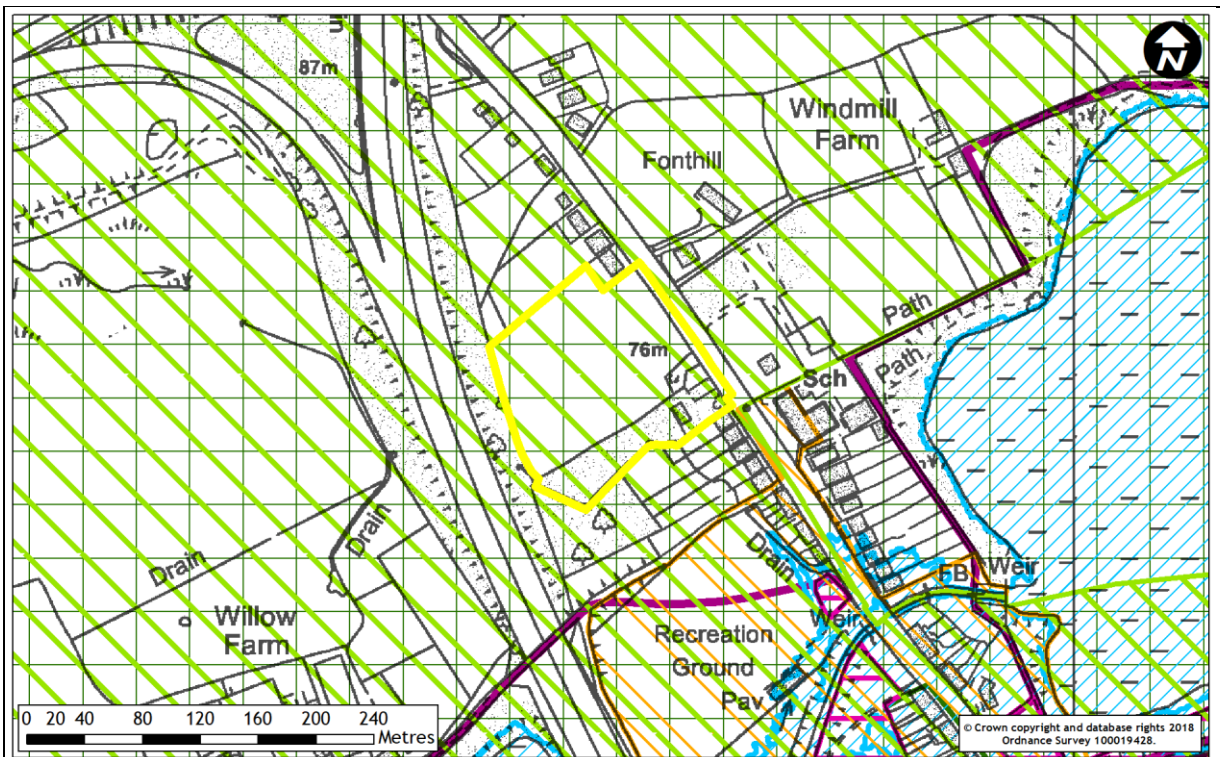 N
87m
Windmill
Farm
Fonthill
Path
76m
Path
Sch
Drain
Drain
Drain
FB
Weir
Willow
Farm
Weir
Recreation
Ground
Pav
0 20 40 80 120 160 200 240
Metres
© Crown copyright and database rights 2018
Ordnance Survey 100019428.